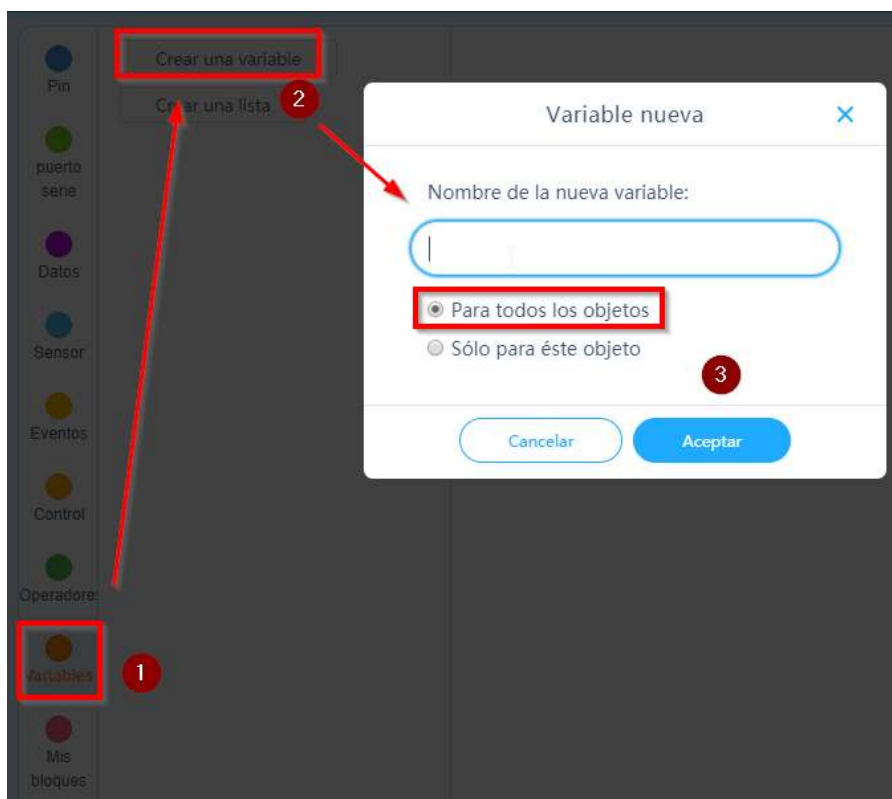 Pin
puerto
serie
Datos
Sensor
Eventos
Control
Operadores
Variables
1
Mis
bloques
Crear una variable
Crear una lista
2
Variable nueva
Nombre de la nueva variable:
Para todos los objetos
Sólo para éste objeto
3
Cancelar
Aceptar